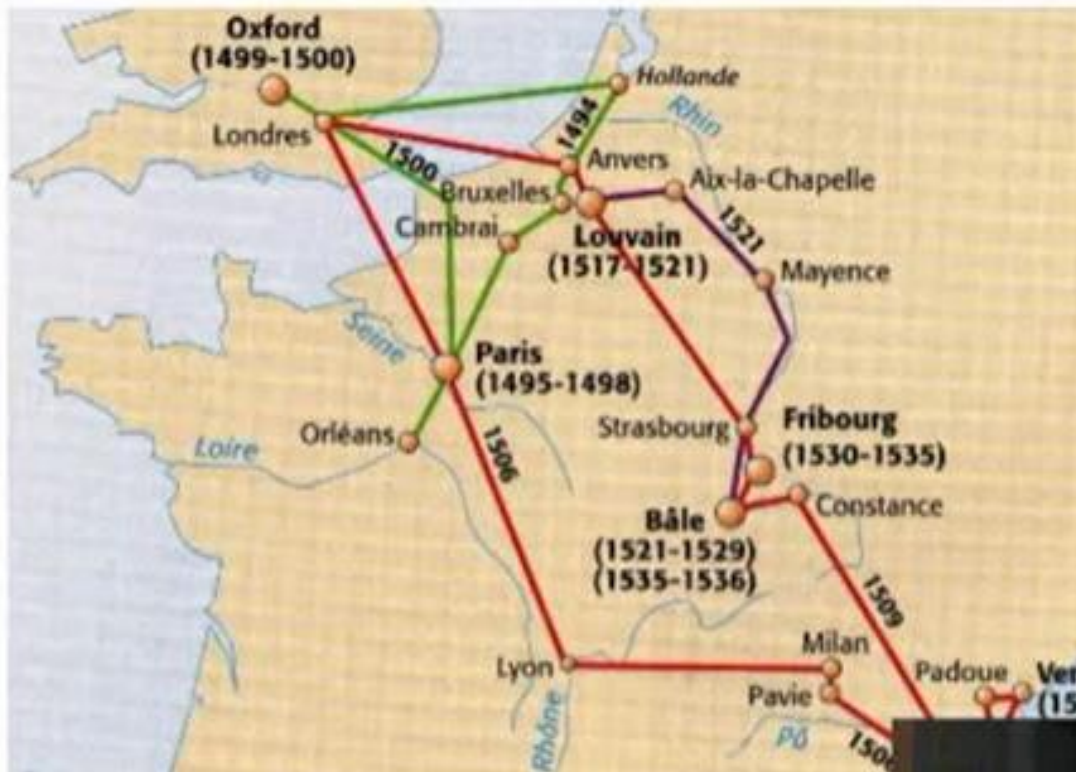 Oxford
(1499-1500)
Hollande
Rhin
Londres
1494
1500
Anvers
Bruxelles
Aix-la-Chapelle
Cambrai
1521
Louvain
(1517-1521)
Mayence
Seine
Paris
(1495-1498)
Orléans
Loire
1506
Strasbourg
Fribourg
(1530-1535)
Constance
Bâle
(1521-1529)
(1535-1536)
1509
Milan
Lyon
Padoue
Pavie
Rhône
Pô